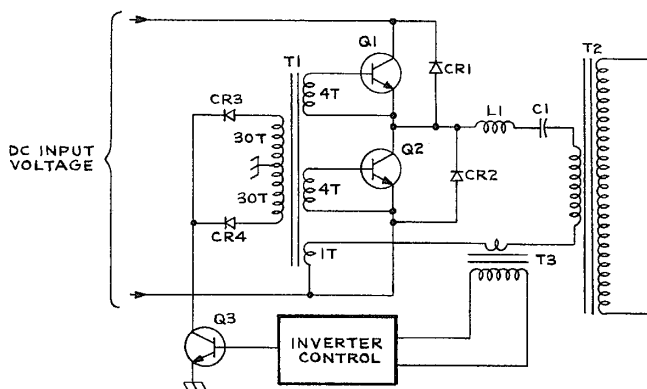 T2
Q1
T1
CR1
4T
CR3
L1
C1
30T
Q2
DC INPUT
VOLTAGE
30T
4T
CR2
CR4
1T
T3
Q3
INVERTER
CONTROL